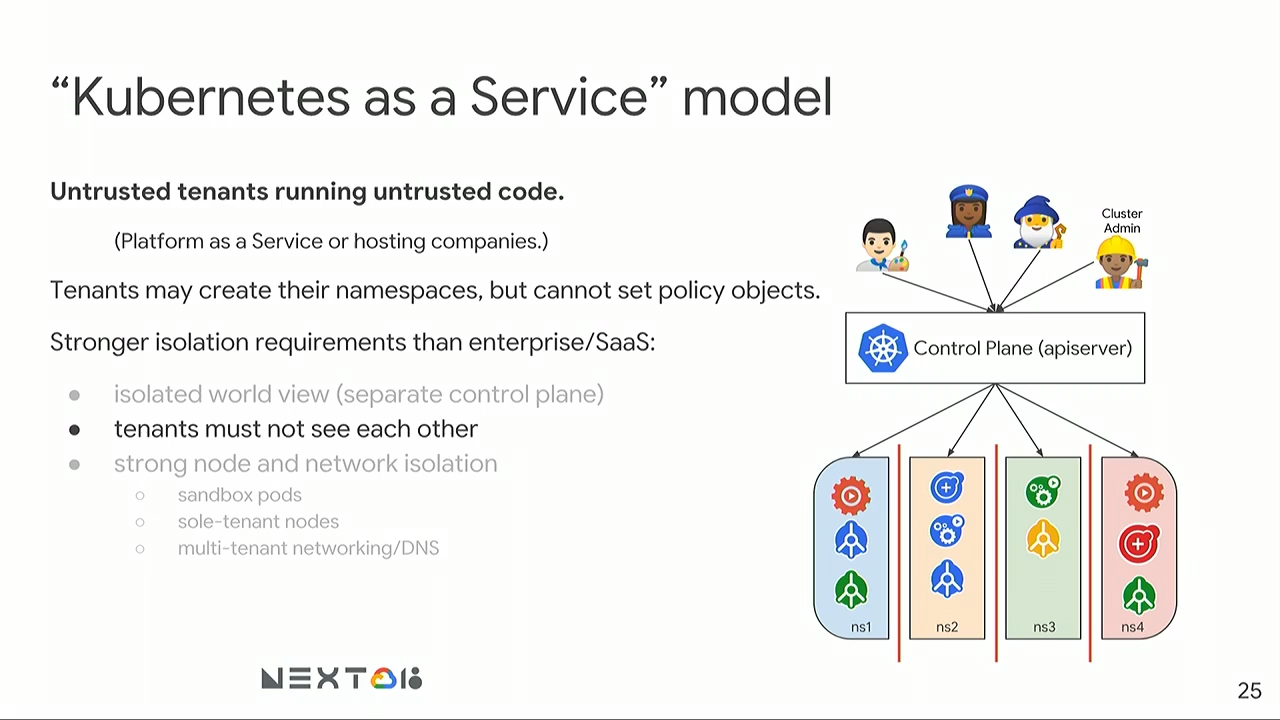 “Kubernetes as a Service” model
Untrusted tenants running untrusted code.
(Platform as a Service or hosting companies.)
Tenants may create their namespaces, but cannot set policy objects.
Stronger isolation requirements than enterprise/SaaS:
isolated world view (separate control plane)
tenants must not see each other
strong node and network isolation
sandbox pods
sole-tenant nodes
multi-tenant networking/DNS
Cluster
Admin
Control Plane (apiserver)
ns1
ns2
ns3
ns4
NEXT18
25